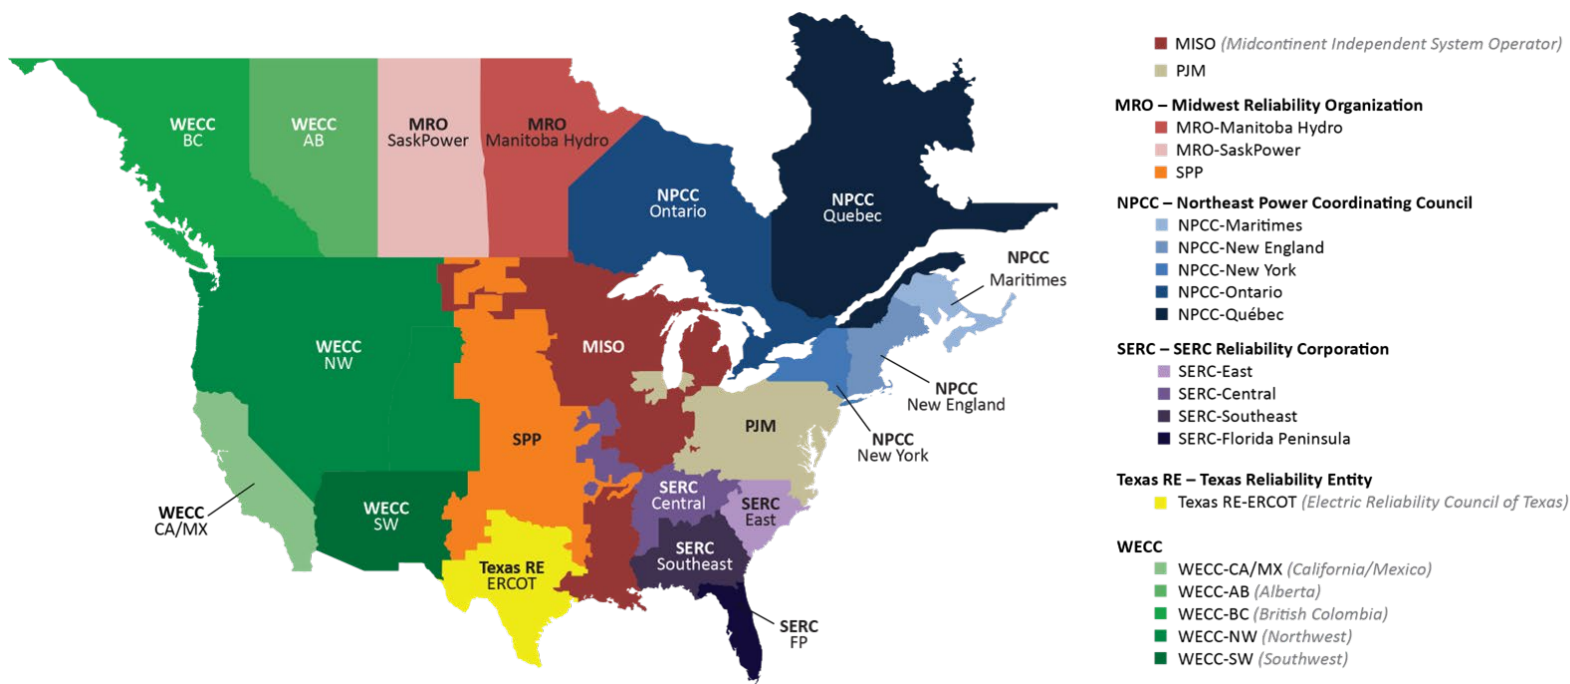 WECC
BC
WECC
AB
MRO
SaskPower
MRO
Manitoba Hydro
NPCC
Ontario
NPCC
Quebec
NPCC
Maritimes
WECC
NW
MISO
NPCC
New England
NPCC
New York
SPP
PJM
WECC
CA/MX
WECC
SW
SERC
Central
SERC
East
SERC
Southeast
Texas RE
ERCOT
SERC
FP
MISO (Midcontinent Independent System Operator)
PJM
MRO – Midwest Reliability Organization
MRO-Manitoba Hydro
MRO-SaskPower
SPP
NPCC – Northeast Power Coordinating Council
NPCC-Maritimes
NPCC-New England
NPCC-New York
NPCC-Ontario
NPCC-Québec
SERC – SERC Reliability Corporation
SERC-East
SERC-Central
SERC-Southeast
SERC-Florida Peninsula
Texas RE – Texas Reliability Entity
Texas RE-ERCOT (Electric Reliability Council of Texas)
WECC
WECC-CA/MX (California/Mexico)
WECC-AB (Alberta)
WECC-BC (British Colombia)
WECC-NW (Northwest)
WECC-SW (Southwest)